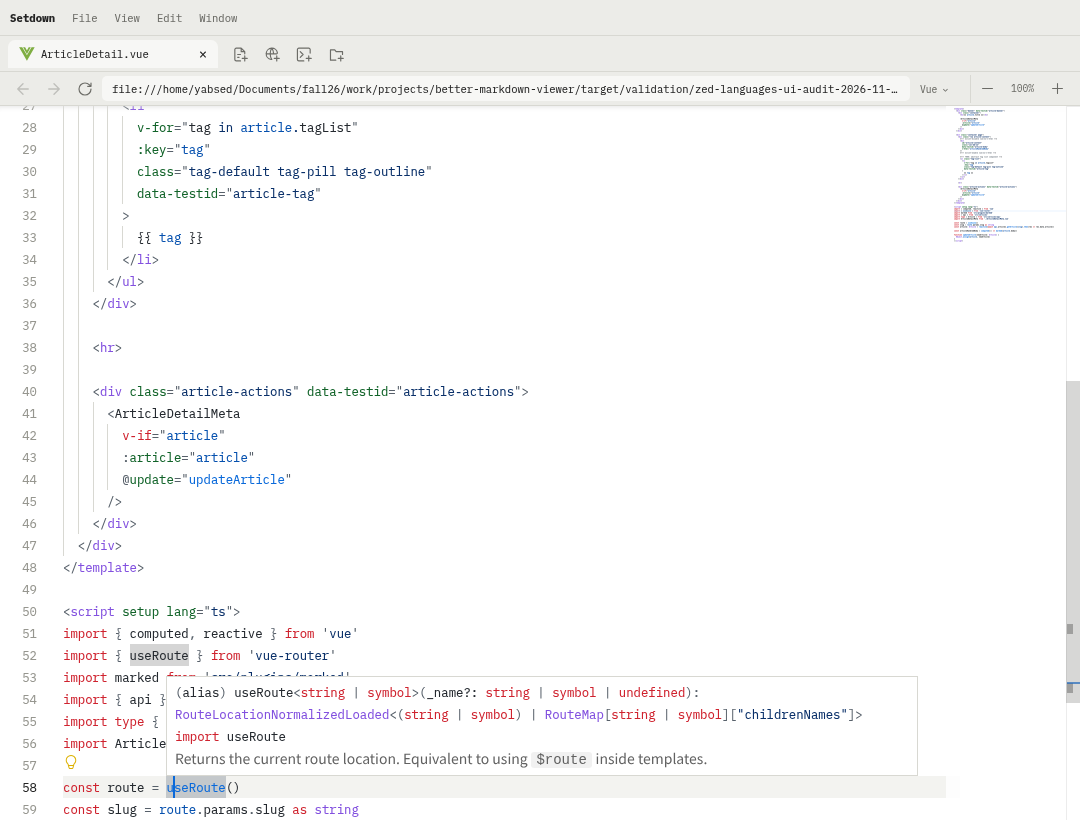 Setdown File View Edit Window
ArticleDetail.vue ×
file:///home/yabsed/Documents/fall26/work/projects/better-markdown-viewer/target/validation/zed-languages-ui-audit-2026-11-… Vue 100%
27 <li
28 v-for="tag in article.tagList"
29 :key="tag"
30 class="tag-default tag-pill tag-outline"
31 data-testid="article-tag"
32 >
33 {{ tag }}
34 </li>
35 </ul>
36 </div>
37
38 <hr>
39
40 <div class="article-actions" data-testid="article-actions">
41 <ArticleDetailMeta
42 v-if="article"
43 :article="article"
44 @update="updateArticle"
45 />
46 </div>
47 </div>
48 </template>
49
50 <script setup lang="ts">
51 import { computed, reactive } from 'vue'
52 import { useRoute } from 'vue-router'
53 import marked from 'src/plugins/marked'
54 import { api }
55 import type {
56 import Article
57
(alias) useRoute<string | symbol>(_name?: string | symbol | undefined):
RouteLocationNormalizedLoaded<(string | symbol) | RouteMap[string | symbol]["childrenNames"]>
import useRoute
Returns the current route location. Equivalent to using $route inside templates.
58 const route = useRoute()
59 const slug = route.params.slug as string